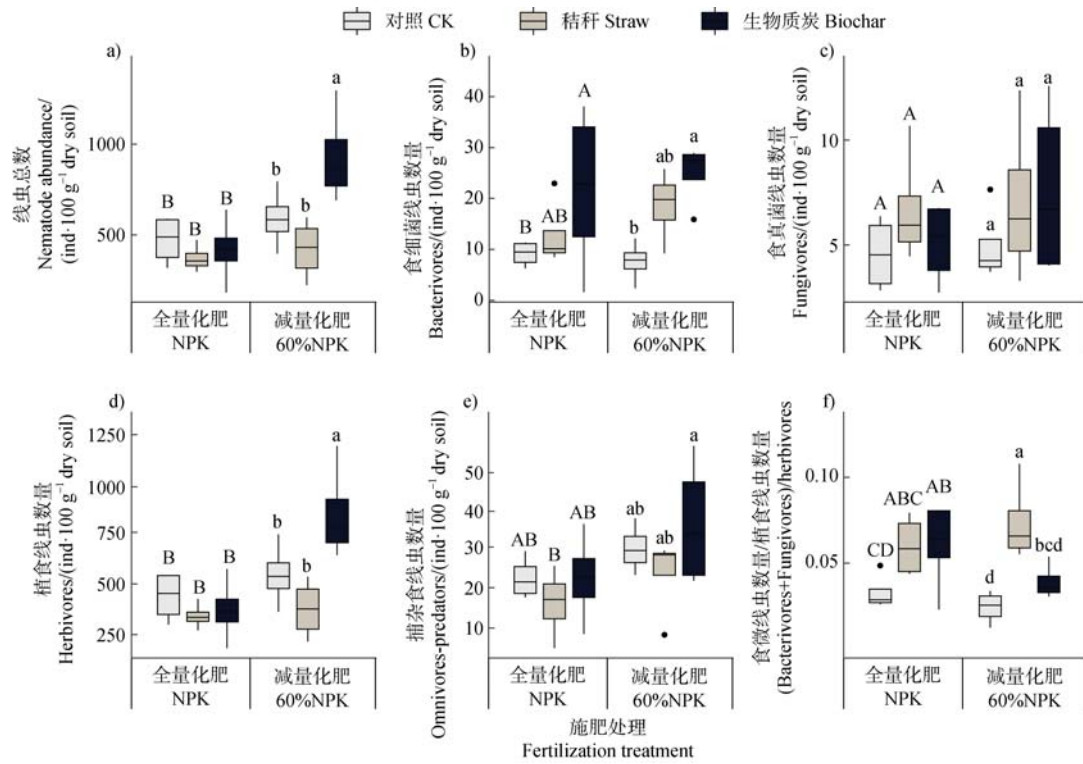 对照 CK 秸秆 Straw 生物质炭 Biochar
a)
线虫总数
Nematode abundance/
(ind·100 g⁻¹ dry soil)
1000
500
B B B b b a
全量化肥 减量化肥
NPK 60%NPK
b)
食细菌线虫数量
Bacterivores/(ind·100 g⁻¹ dry soil)
40
30
20
10
0
B AB A b ab a
全量化肥 减量化肥
NPK 60%NPK
c)
食真菌线虫数量
Fungivores/(ind·100 g⁻¹ dry soil)
10
5
A A A a a a
全量化肥 减量化肥
NPK 60%NPK
d)
植食线虫数量
Herbivores/(ind·100 g⁻¹ dry soil)
1250
1000
750
500
250
B B B b b a
全量化肥 减量化肥
NPK 60%NPK
e)
捕杂食线虫数量
Omnivores-predators/(ind·100 g⁻¹ dry soil)
50
40
30
20
10
AB B AB ab ab a
全量化肥 减量化肥
NPK 60%NPK
f)
食微线虫数量/植食线虫数量
(Bacterivores+Fungivores)/herbivores
0.10
0.05
CD ABC AB d a bcd
全量化肥 减量化肥
NPK 60%NPK
施肥处理
Fertilization treatment